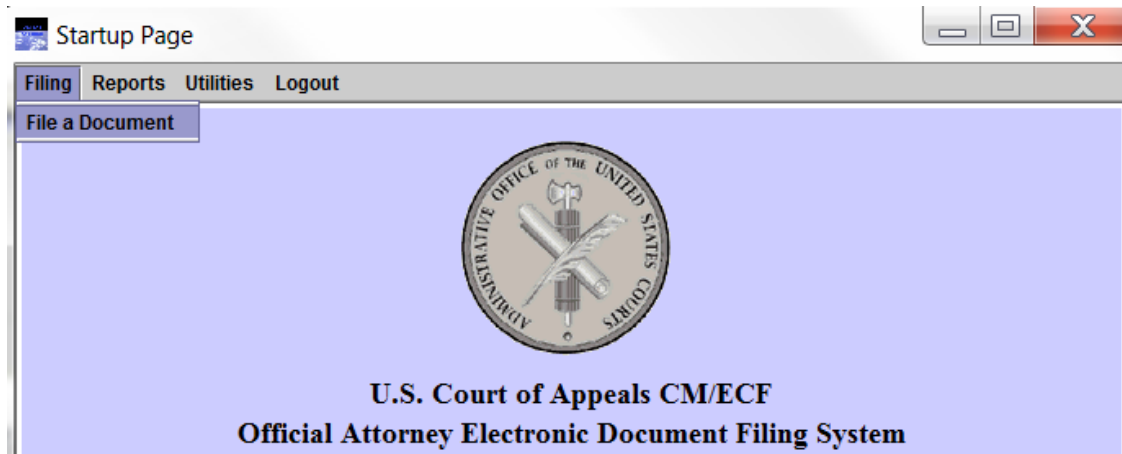 Startup Page
Filing Reports Utilities Logout
File a Document
ADMINISTRATIVE OFFICE OF THE UNITED STATES COURTS
U.S. Court of Appeals CM/ECF
Official Attorney Electronic Document Filing System